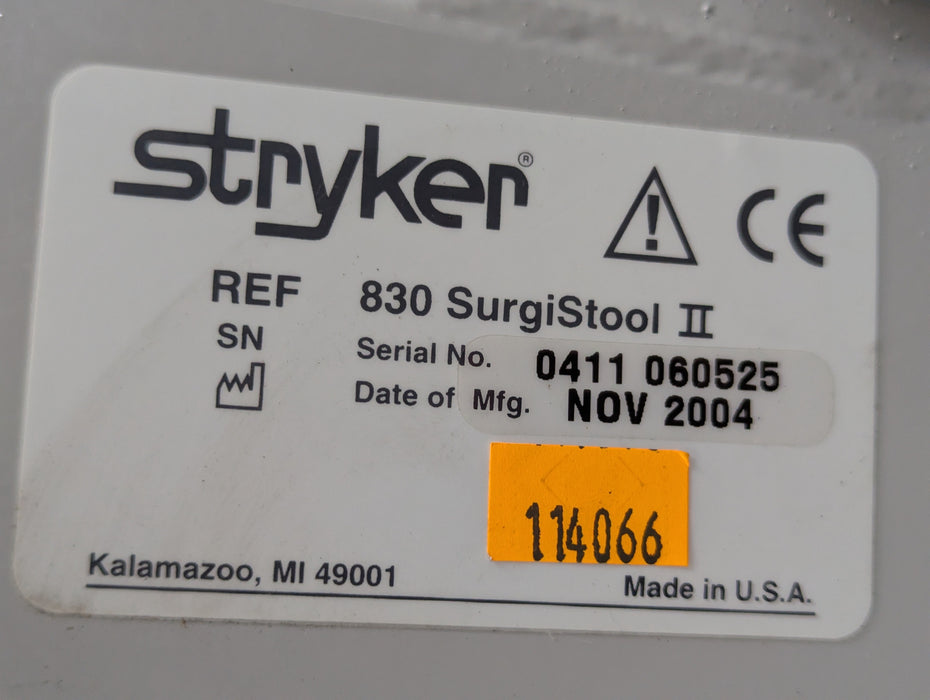 stryker®
CE
REF 830 SurgiStool II
SN Serial No. 0411 060525
Date of Mfg. NOV 2004
114066
Kalamazoo, MI 49001
Made in U.S.A.